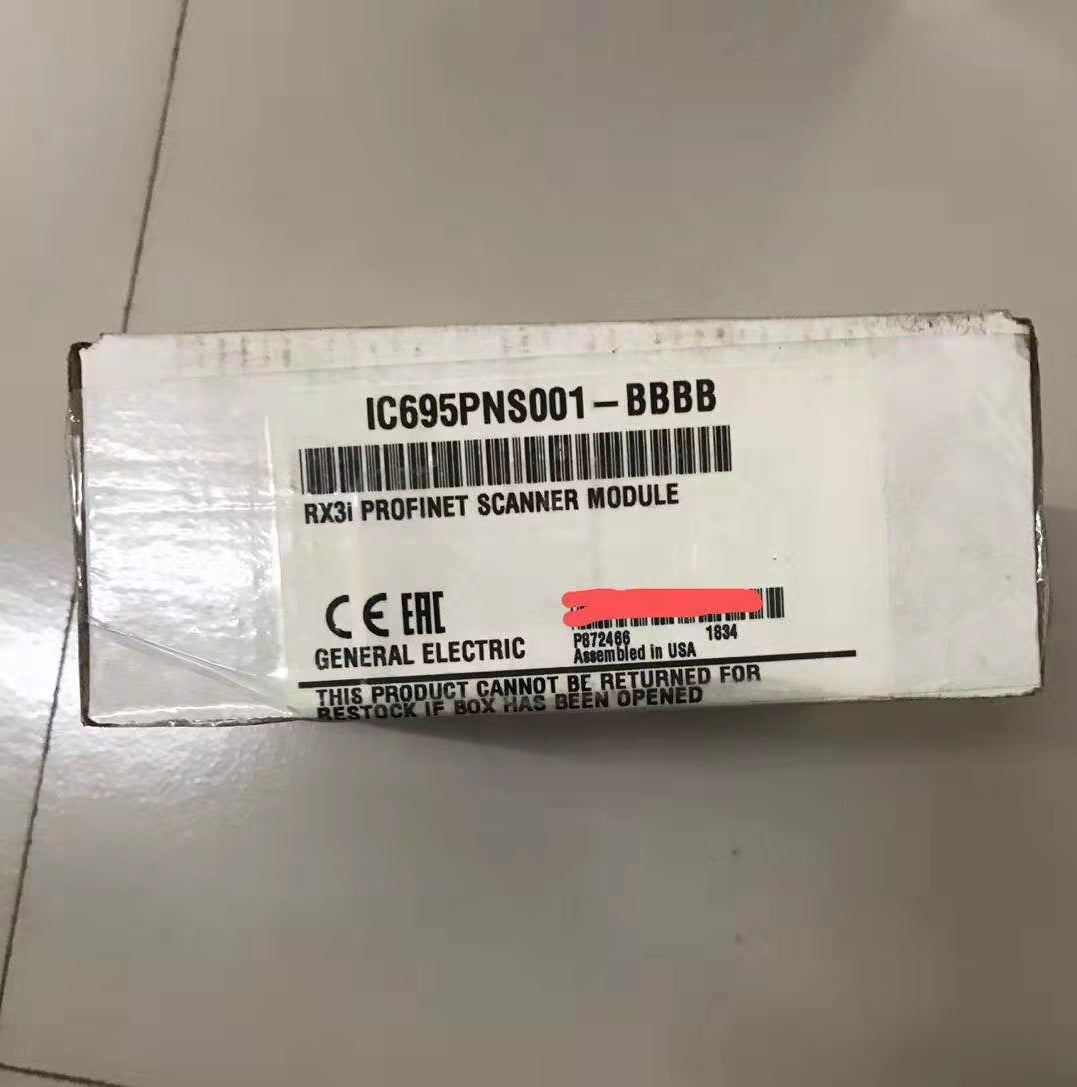 IC695PNS001-BBBB
RX3i PROFINET SCANNER MODULE
CE EAC
GENERAL ELECTRIC
P872466 1834
Assembled in USA
THIS PRODUCT CANNOT BE RETURNED FOR
RESTOCK IF BOX HAS BEEN OPENED